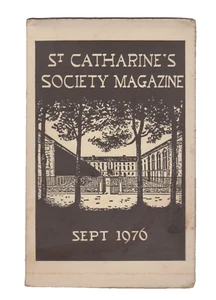 ST CATHARINE'S
SOCIETY MAGAZINE
SEPT 1976